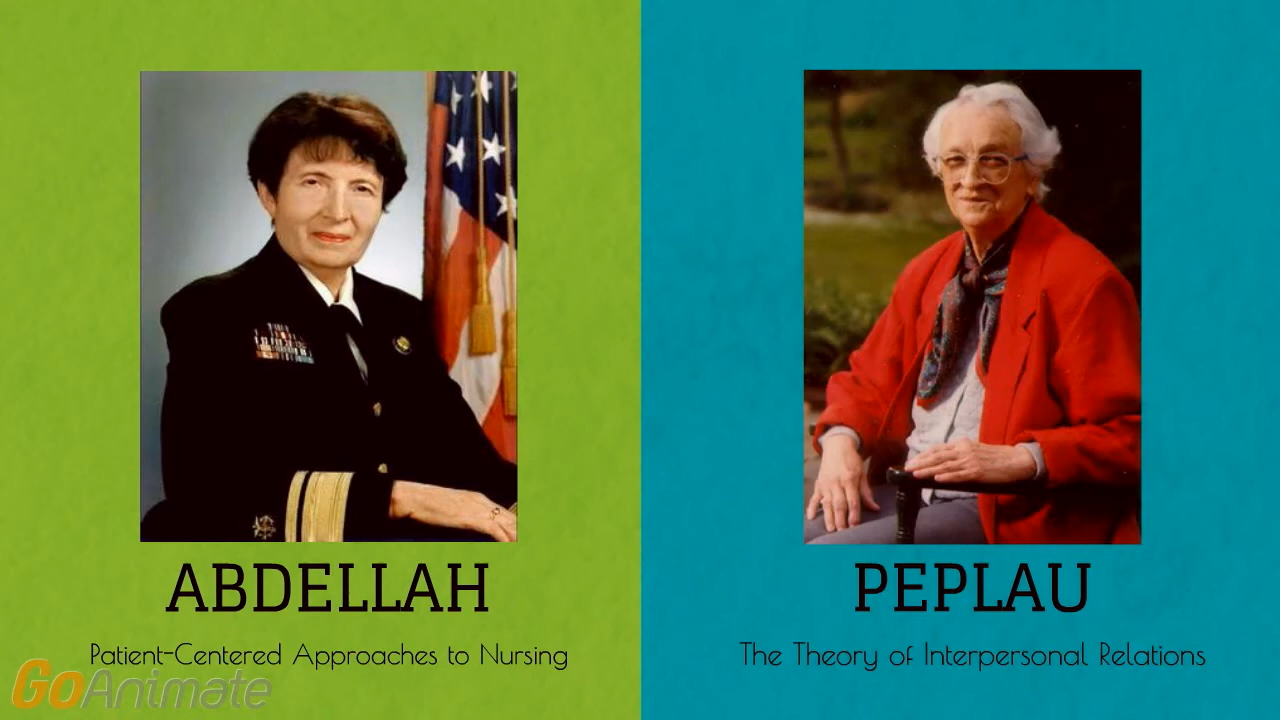 ABDELLAH
Patient-Centered Approaches to Nursing
PEPLAU
The Theory of Interpersonal Relations
GoAnimate